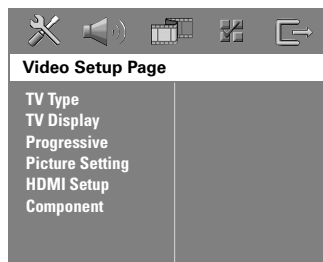 Video Setup Page
TV Type
TV Display
Progressive
Picture Setting
HDMI Setup
Component